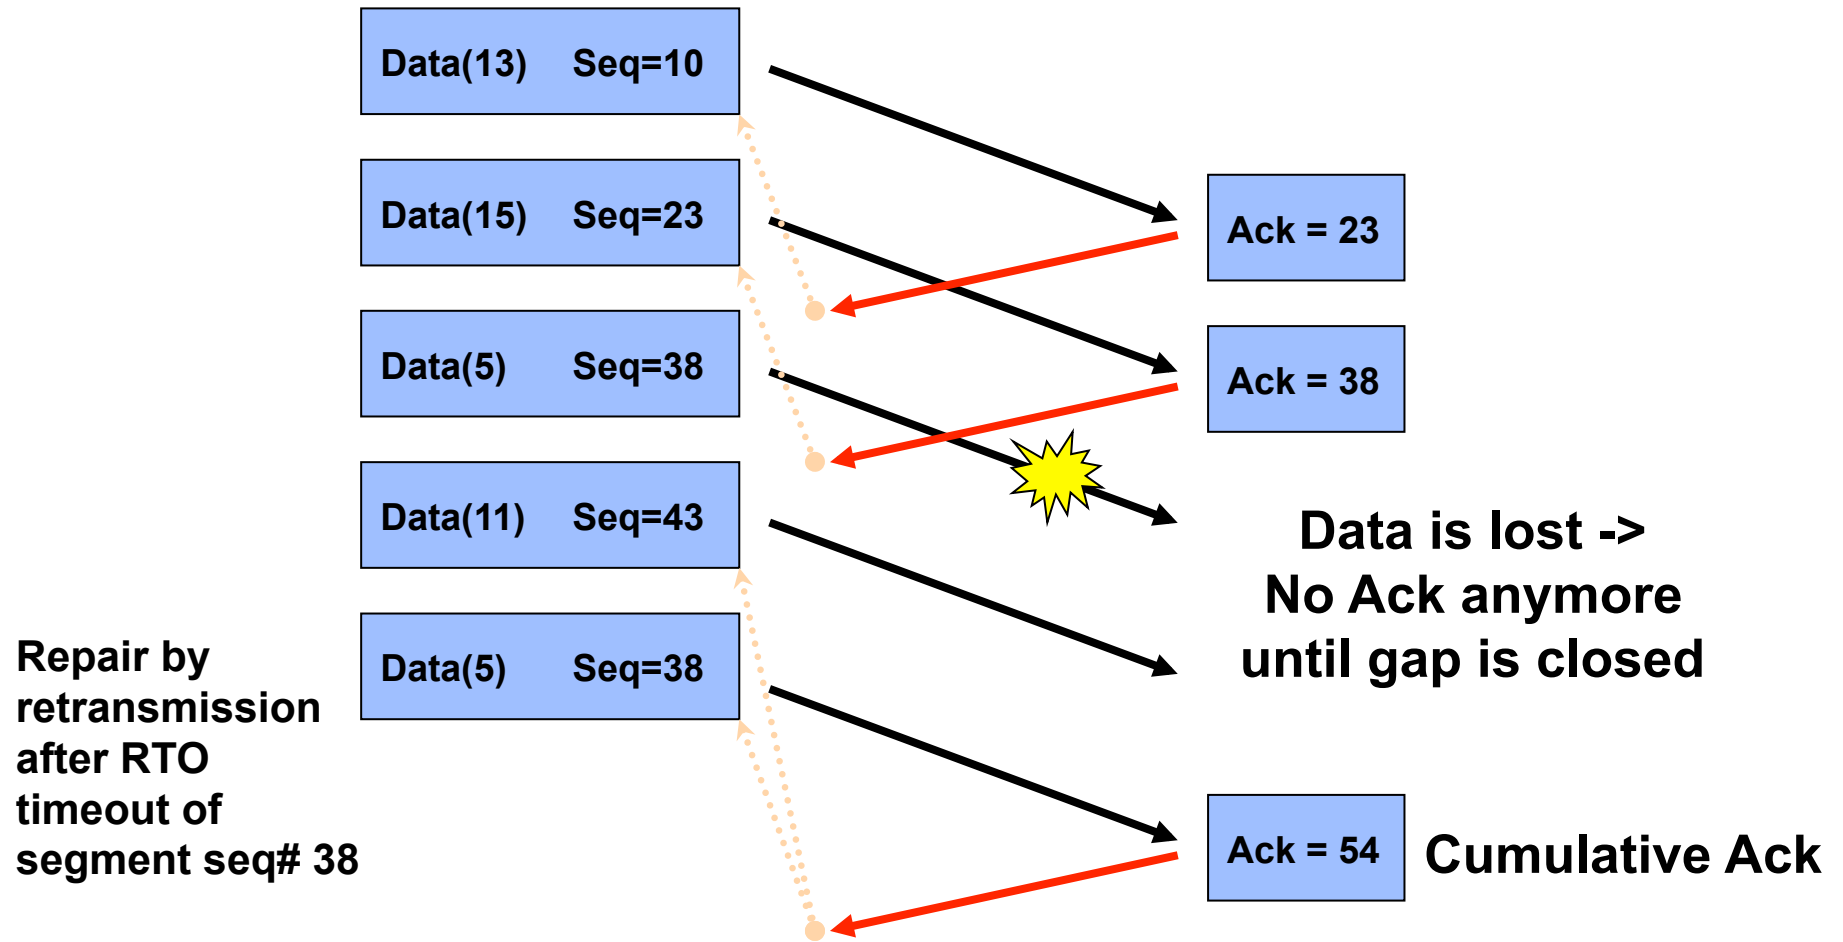 Data(13) Seq=10
Data(15) Seq=23
Ack = 23
Data(5) Seq=38
Ack = 38
Data(11) Seq=43
Data is lost ->
No Ack anymore
until gap is closed
Data(5) Seq=38
Repair by
retransmission
after RTO
timeout of
segment seq# 38
Ack = 54
Cumulative Ack